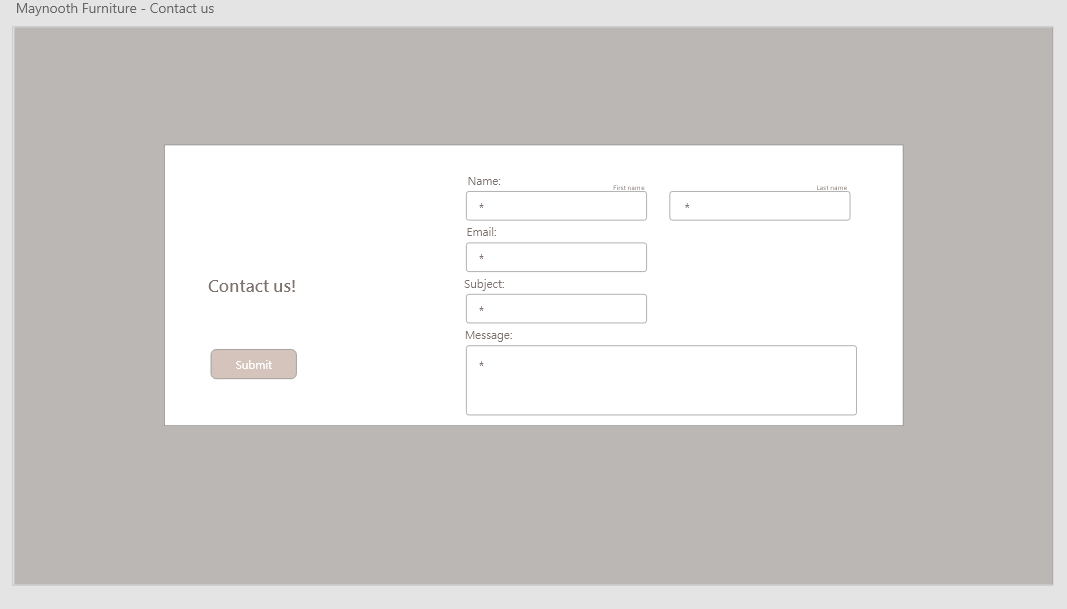 Maynooth Furniture - Contact us
Name:
First name
Last name
*
*
Email:
*
Contact us!
Subject:
*
Message:
Submit
*